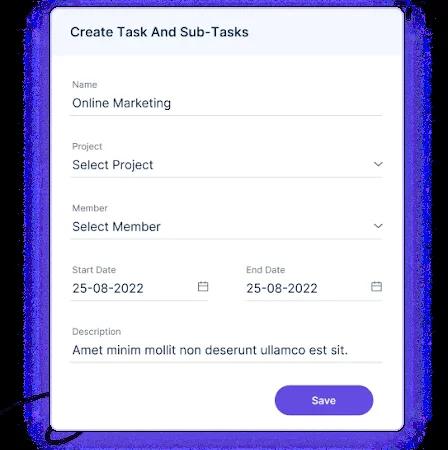 Create Task And Sub-Tasks
Name
Online Marketing
Project
Select Project
Member
Select Member
Start Date
End Date
25-08-2022
25-08-2022
Description
Amet minim mollit non deserunt ullamco est sit.
Save